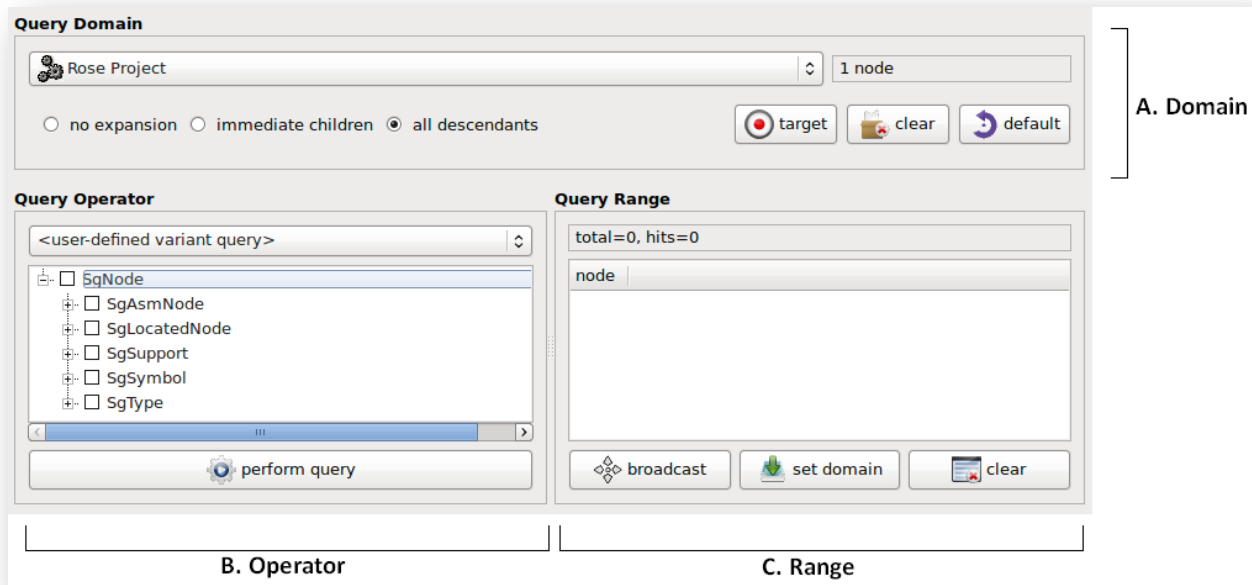 Query Domain
Rose Project
1 node
A. Domain
no expansion
immediate children
all descendants
target
clear
default
Query Operator
<user-defined variant query>
SgNode
SgAsmNode
SgLocatedNode
SgSupport
SgSymbol
SgType
perform query
Query Range
total=0, hits=0
node
broadcast
set domain
clear
B. Operator
C. Range